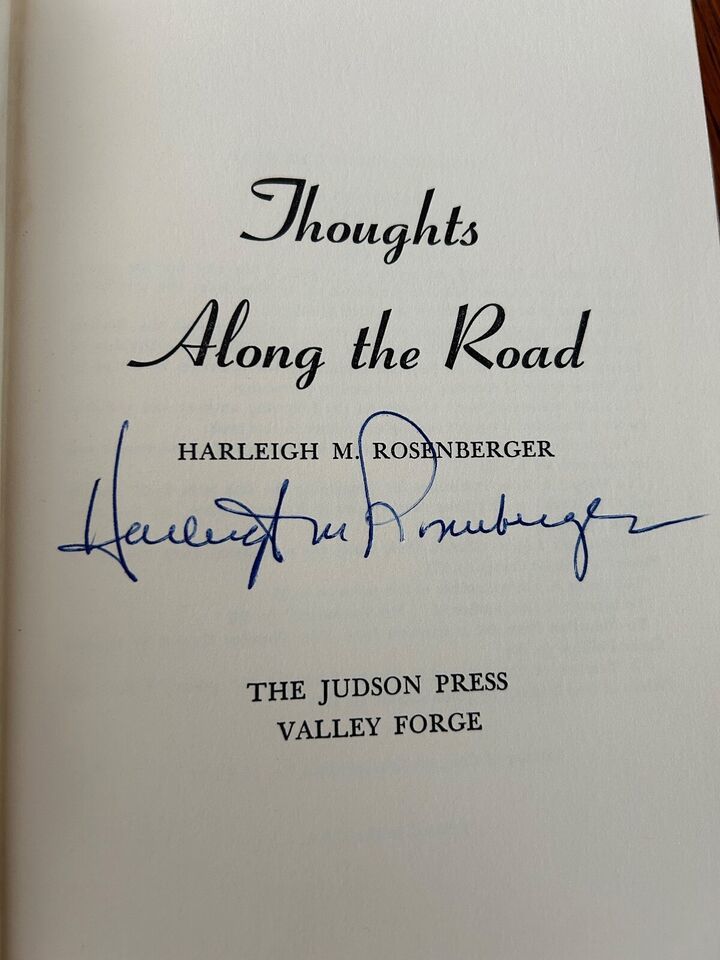 Thoughts
Along the Road
HARLEIGH M. ROSENBERGER
Harleigh M Rosenberger
THE JUDSON PRESS
VALLEY FORGE